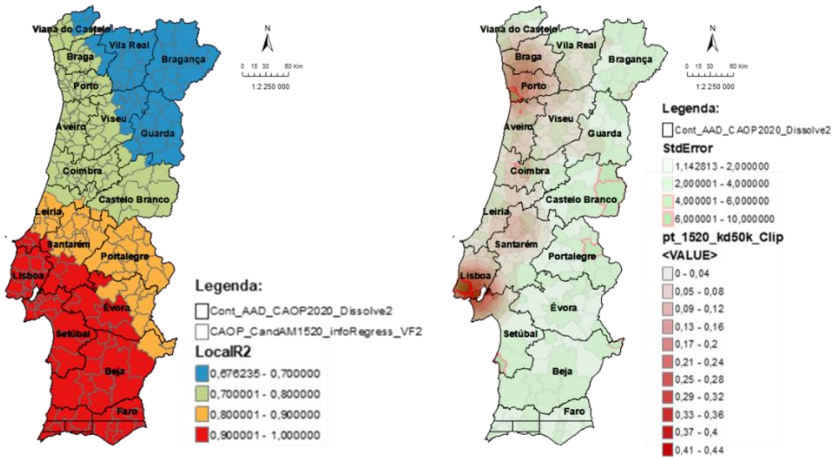 N
0 15 30 60 Km
1:2 250 000
Viana do Castelo
Vila Real
Bragança
Braga
Porto
Viseu
Aveiro
Guarda
Coimbra
Castelo Branco
Leiria
Santarém
Portalegre
Lisboa
Évora
Setúbal
Beja
Faro
Legenda:
Cont_AAD_CAOP2020_Dissolve2
CAOP_CandAM1520_infoRegress_VF2
LocalR2
0,676235 - 0,700000
0,700001 - 0,800000
0,800001 - 0,900000
0,900001 - 1,000000
N
0 15 30 60 Km
1:2 250 000
Viana do Castelo
Vila Real
Bragança
Braga
Porto
Viseu
Aveiro
Guarda
Coimbra
Castelo Branco
Leiria
Santarém
Portalegre
Lisboa
Évora
Setúbal
Beja
Faro
Legenda:
Cont_AAD_CAOP2020_Dissolve2
StdError
1,142813 - 2,000000
2,000001 - 4,000000
4,000001 - 6,000000
6,000001 - 10,000000
pt_1520_kd50k_Clip
<VALUE>
0 - 0,04
0,05 - 0,08
0,09 - 0,12
0,13 - 0,16
0,17 - 0,2
0,21 - 0,24
0,25 - 0,28
0,29 - 0,32
0,33 - 0,36
0,37 - 0,4
0,41 - 0,44